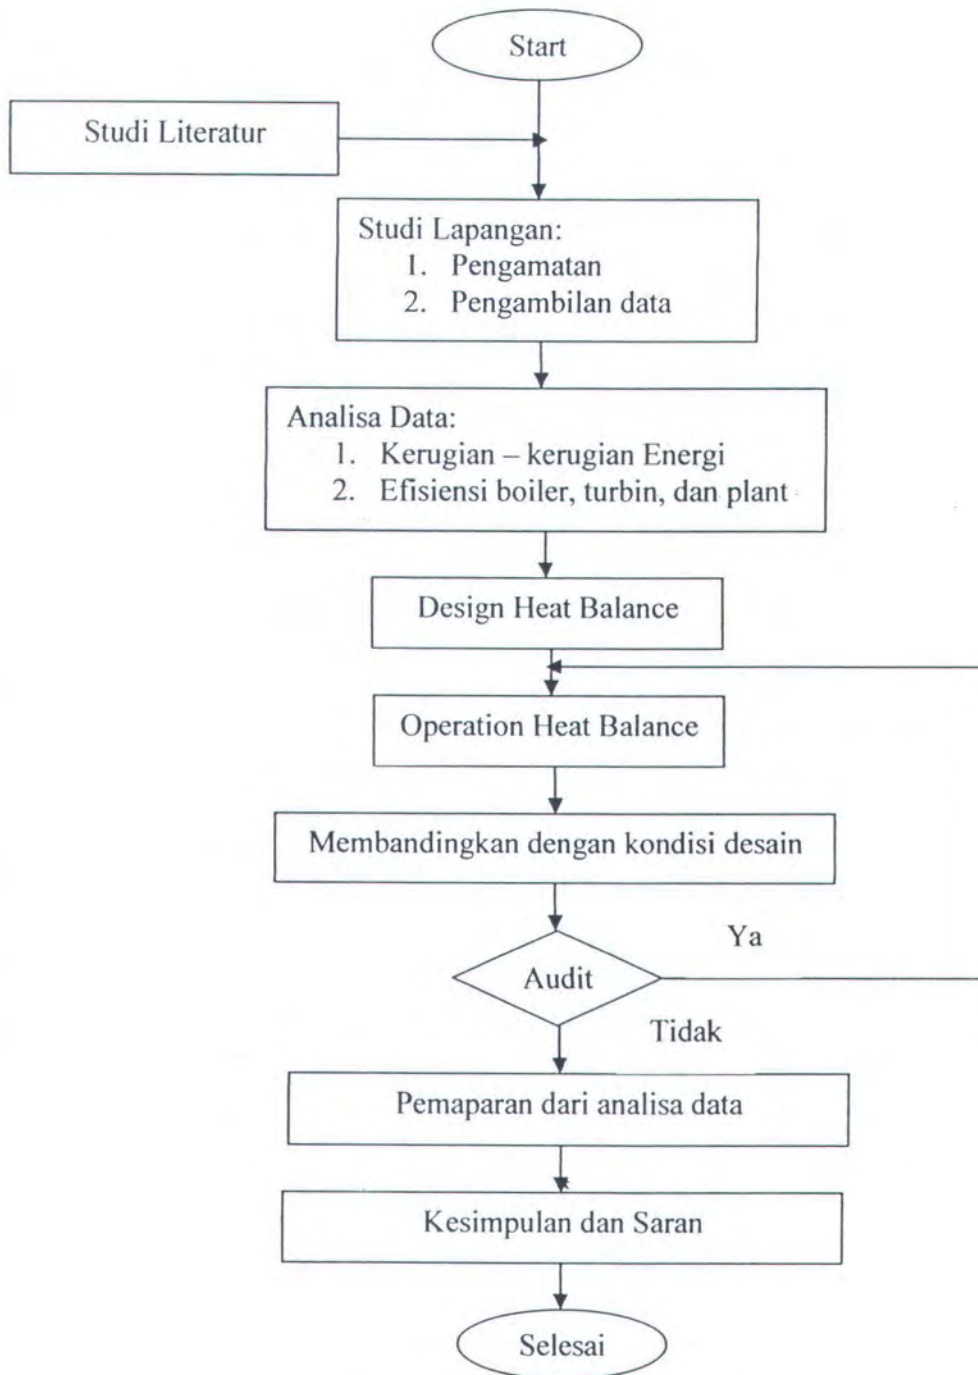 Start
Studi Literatur
Studi Lapangan:
1. Pengamatan
2. Pengambilan data
Analisa Data:
1. Kerugian – kerugian Energi
2. Efisiensi boiler, turbin, dan plant
Design Heat Balance
Operation Heat Balance
Membandingkan dengan kondisi desain
Ya
Audit
Tidak
Pemaparan dari analisa data
Kesimpulan dan Saran
Selesai